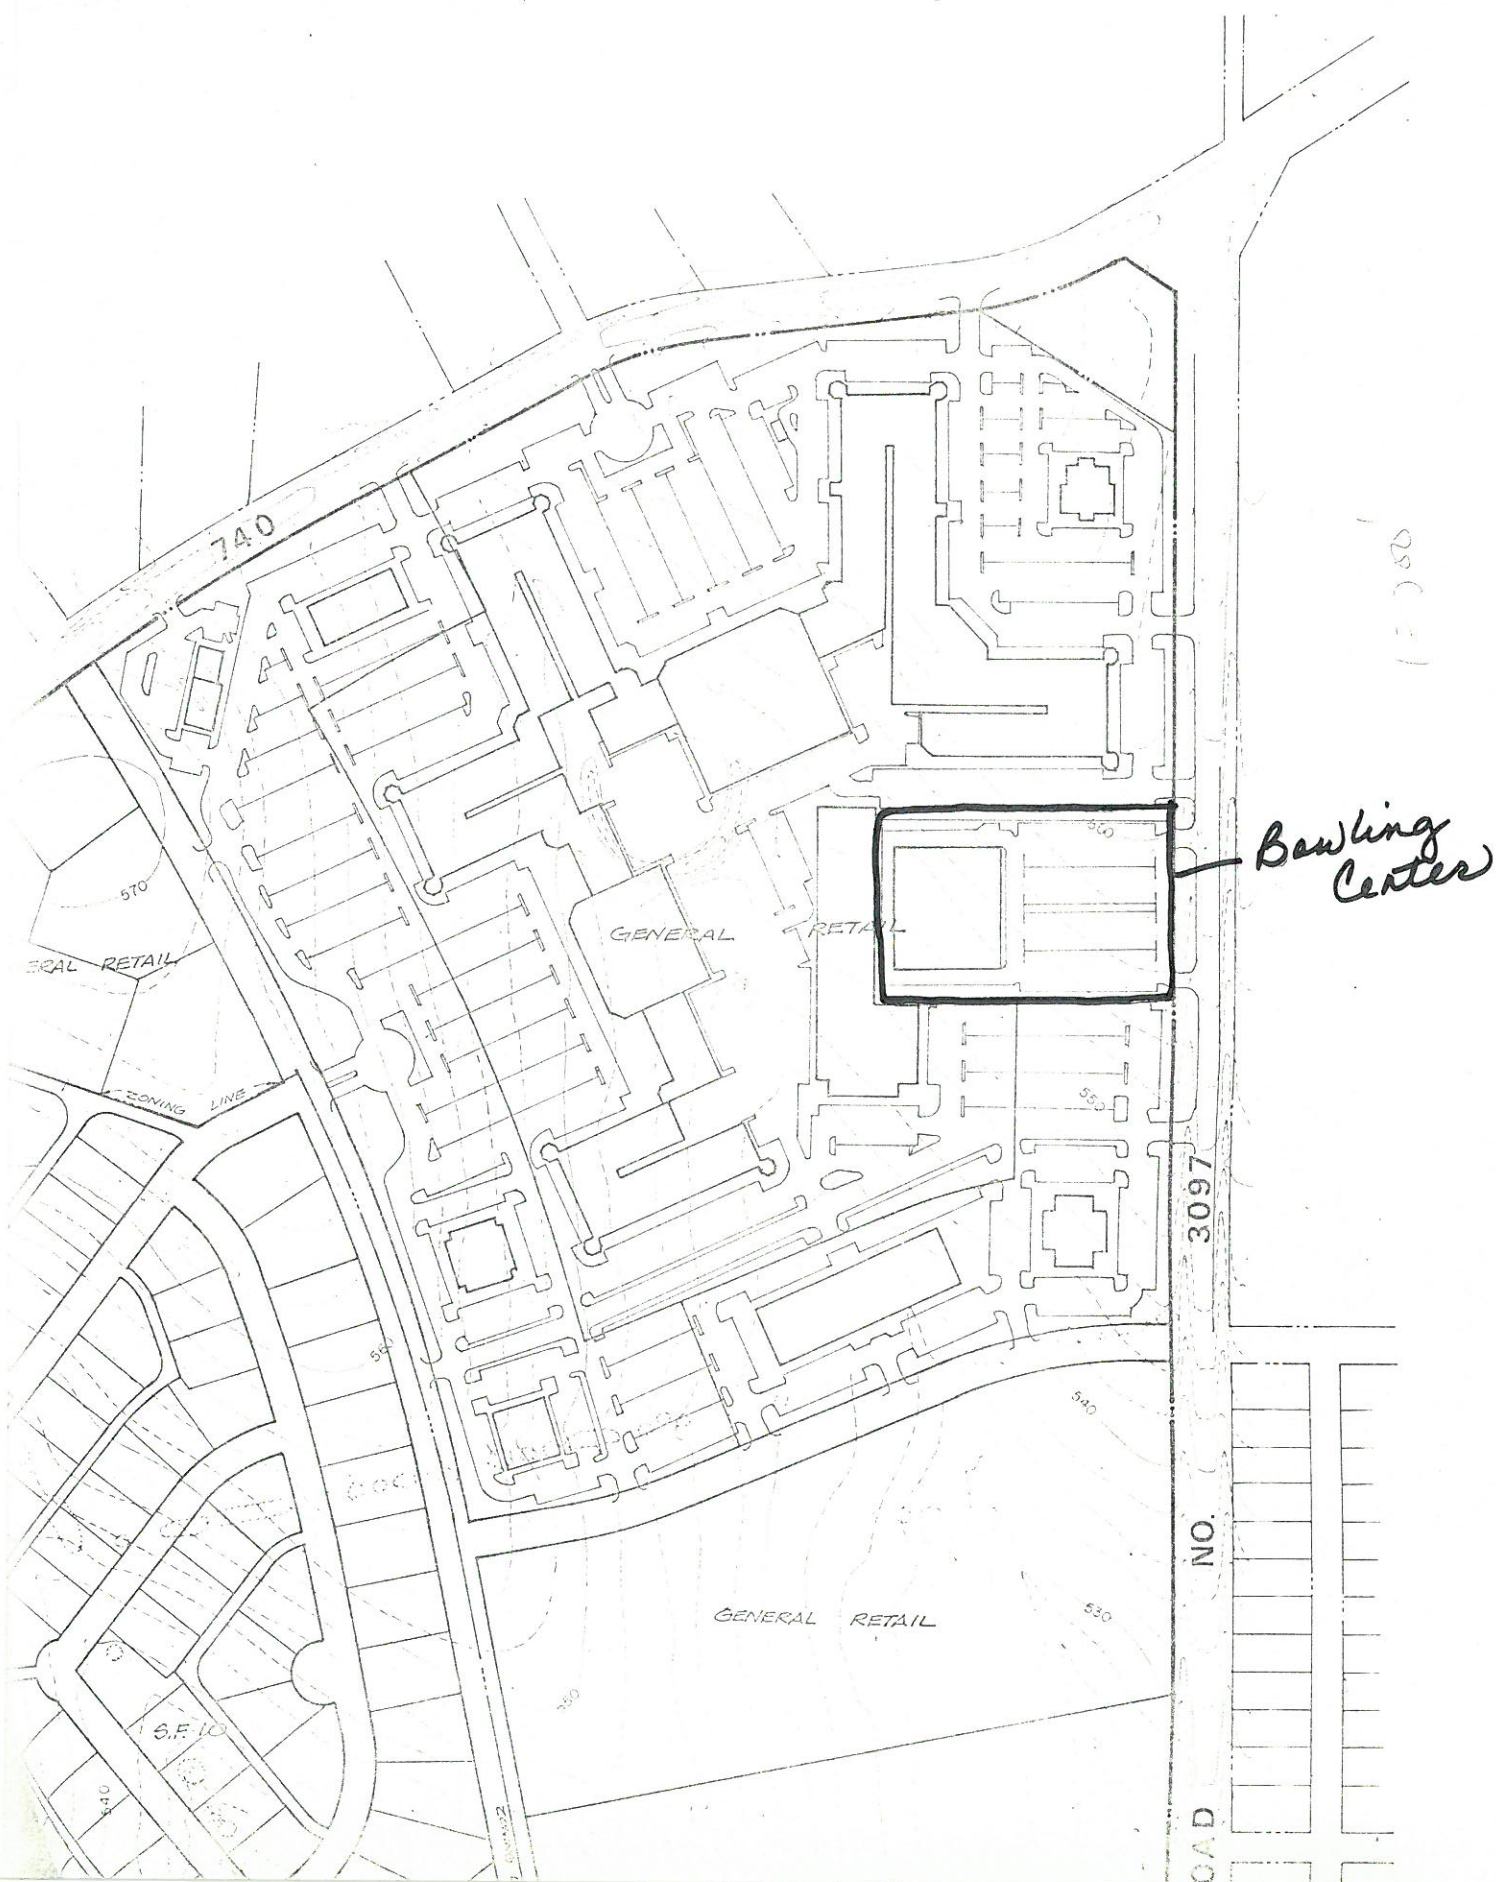 740
550
Bowling
Center
570
GENERAL RETAIL
ERAL RETAIL
ZONING LINE
550
3097
540
NO.
GENERAL RETAIL
530
S.F. 10
540
OAD